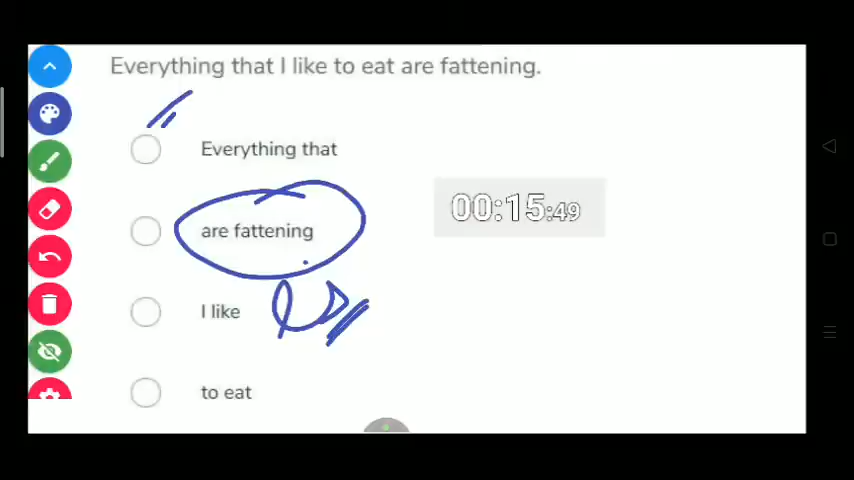 Everything that I like to eat are fattening.
Everything that
00:15:49
are fattening
I like
to eat